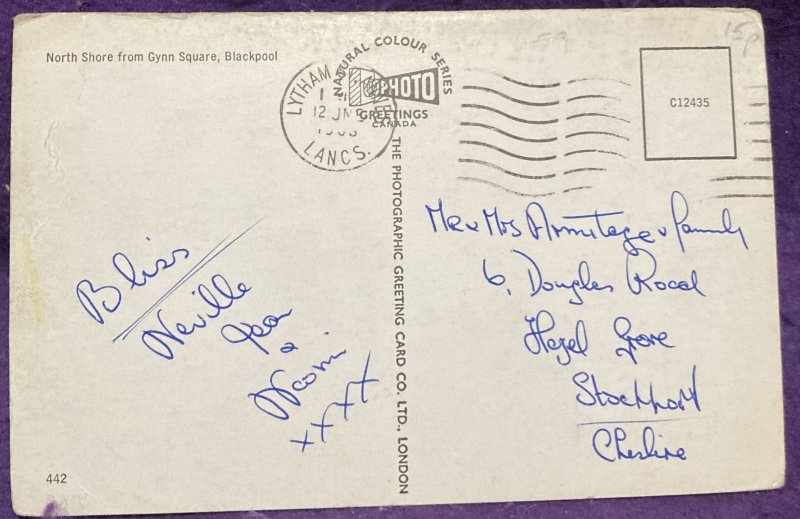 North Shore from Gynn Square, Blackpool
15p
NATURAL COLOUR SERIES
PHOTO
GREETINGS
CANADA
LYTHAM
12 JN
LANCS.
C12435
THE PHOTOGRAPHIC GREETING CARD CO. LTD., LONDON
Bliss
Neville
Jean
&
Naomi
xxxx
Mr & Mrs Armitage & family
6, Douglas Road
Hazel Grove
Stockport
Cheshire
442